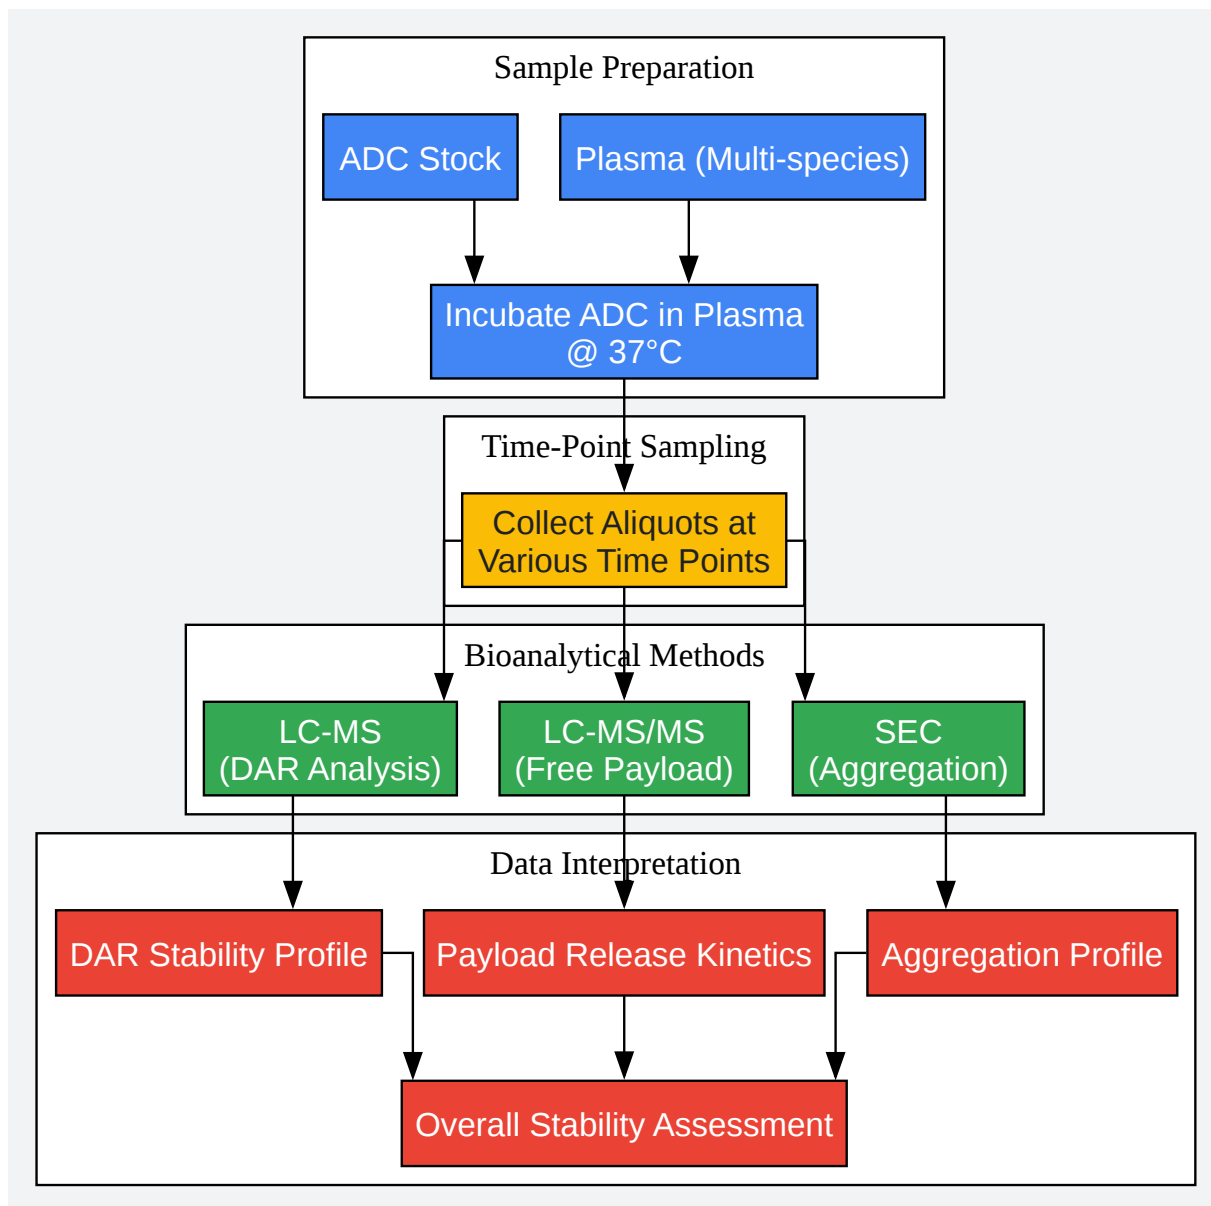 Sample Preparation
ADC Stock
Plasma (Multi-species)
Incubate ADC in Plasma
@ 37°C
Time-Point Sampling
Collect Aliquots at
Various Time Points
Bioanalytical Methods
LC-MS
(DAR Analysis)
LC-MS/MS
(Free Payload)
SEC
(Aggregation)
Data Interpretation
DAR Stability Profile
Payload Release Kinetics
Aggregation Profile
Overall Stability Assessment